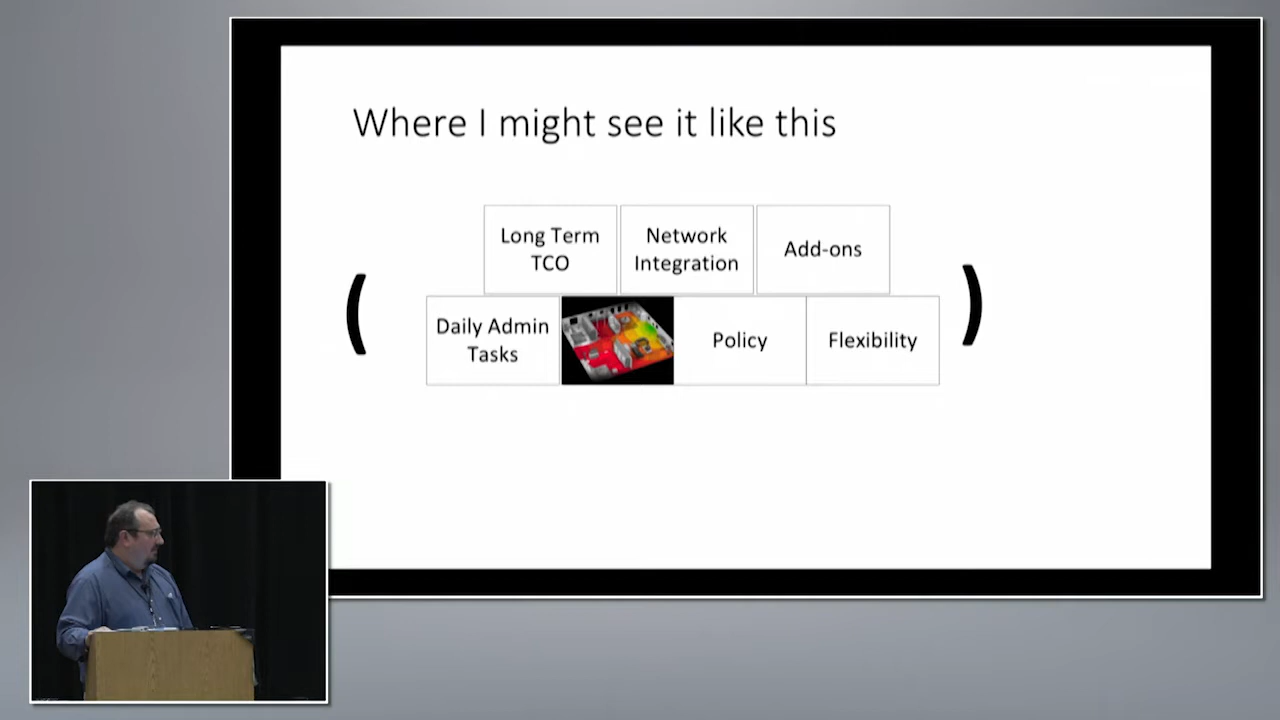 Where I might see it like this
Long Term
TCO
Network
Integration
Add-ons
(
)
Daily Admin
Tasks
Policy
Flexibility